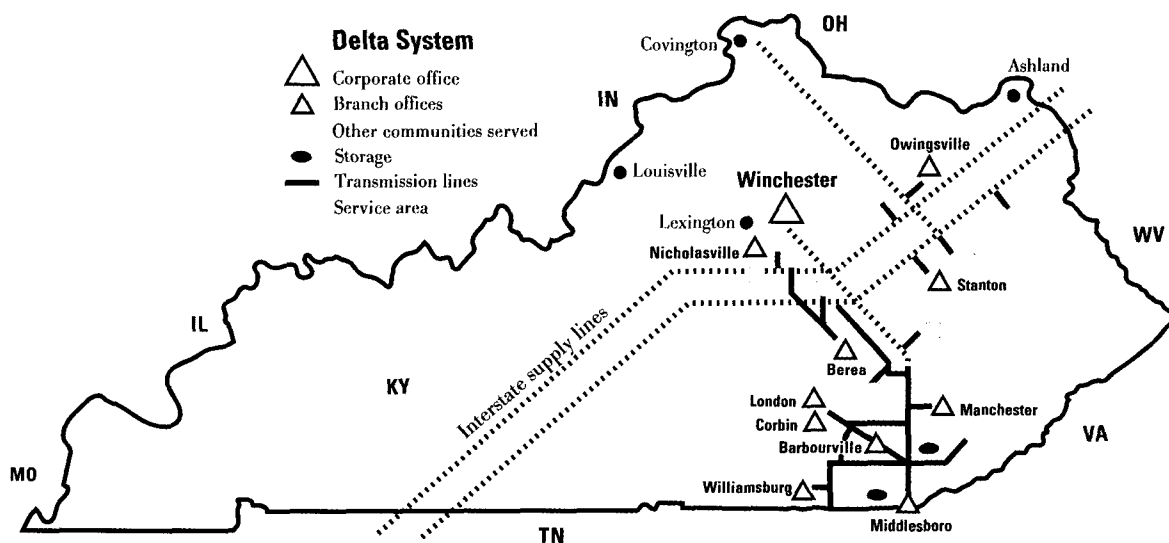 Delta System
Corporate office
Branch offices
Other communities served
Storage
Transmission lines
Service area
OH
Covington
Ashland
IN
Owingsville
Louisville
Winchester
Lexington
Nicholasville
WV
Stanton
IL
Interstate supply lines
Berea
KY
London
Manchester
Corbin
VA
Barbourville
MO
Williamsburg
Middlesboro
TN